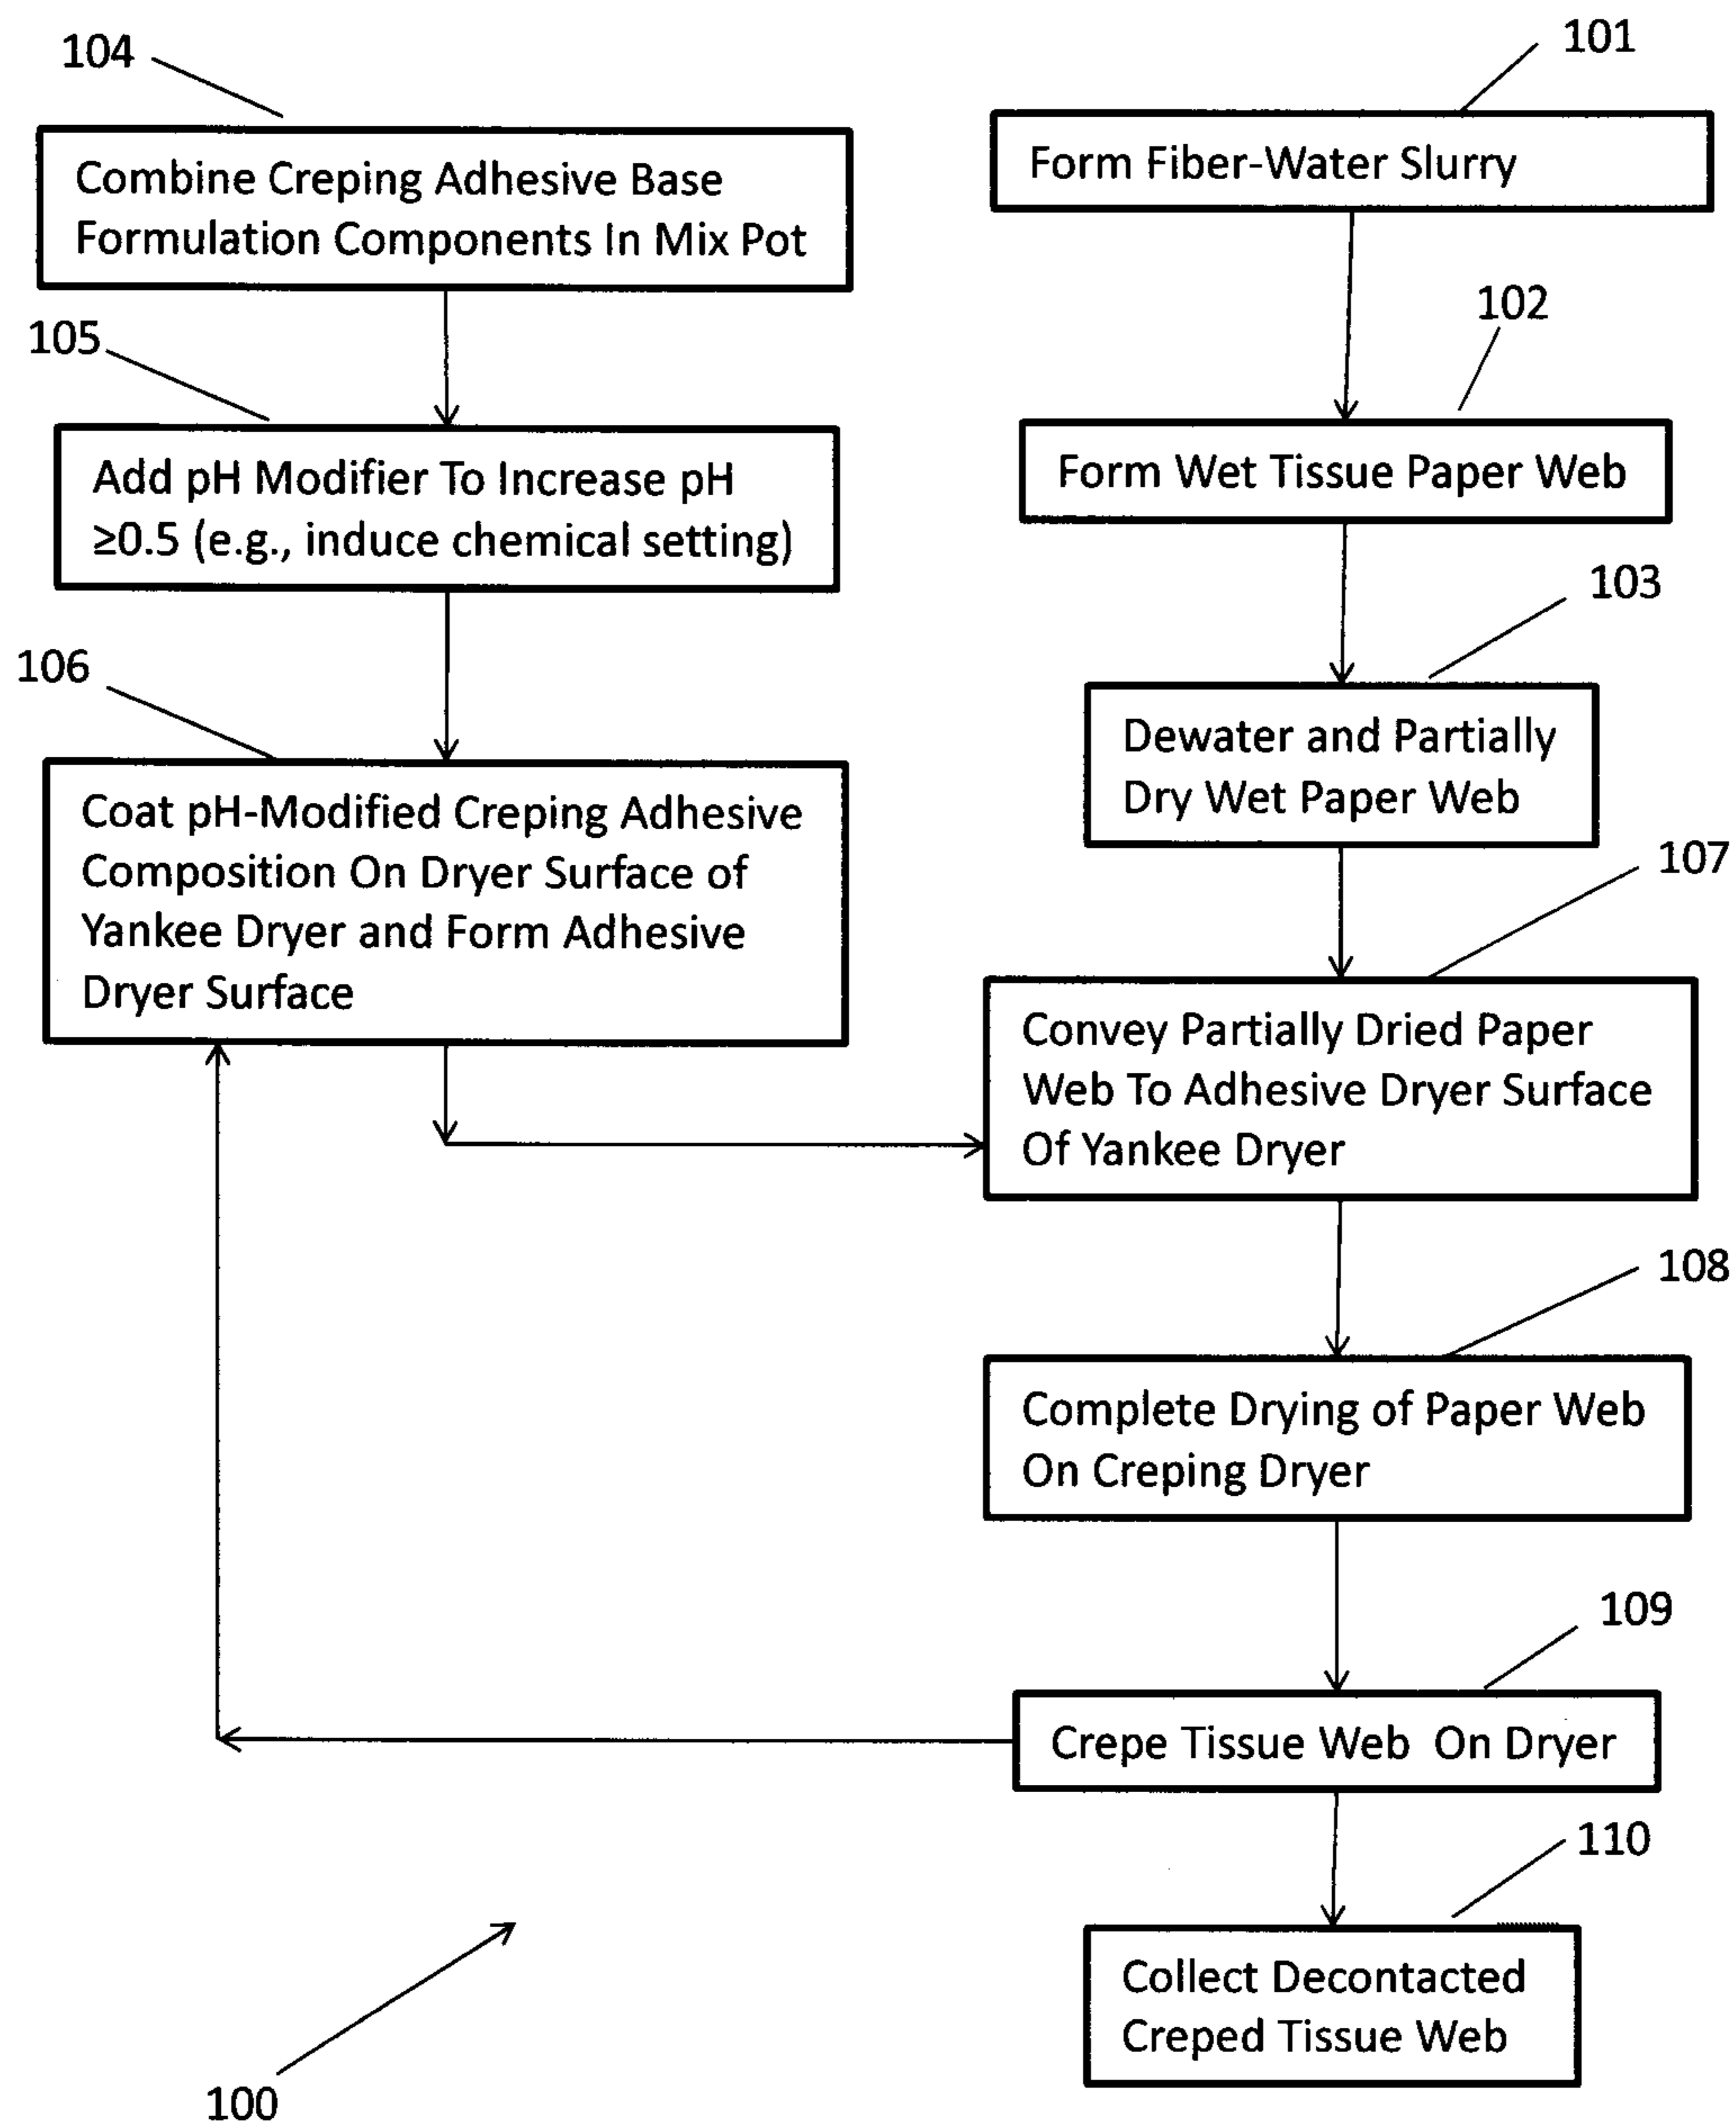 104
Combine Creping Adhesive Base
Formulation Components In Mix Pot
105
Add pH Modifier To Increase pH
≥0.5 (e.g., induce chemical setting)
106
Coat pH-Modified Creping Adhesive
Composition On Dryer Surface of
Yankee Dryer and Form Adhesive
Dryer Surface
101
Form Fiber-Water Slurry
102
Form Wet Tissue Paper Web
103
Dewater and Partially
Dry Wet Paper Web
107
Convey Partially Dried Paper
Web To Adhesive Dryer Surface
Of Yankee Dryer
108
Complete Drying of Paper Web
On Creping Dryer
109
Crepe Tissue Web On Dryer
110
Collect Decontacted
Creped Tissue Web
100